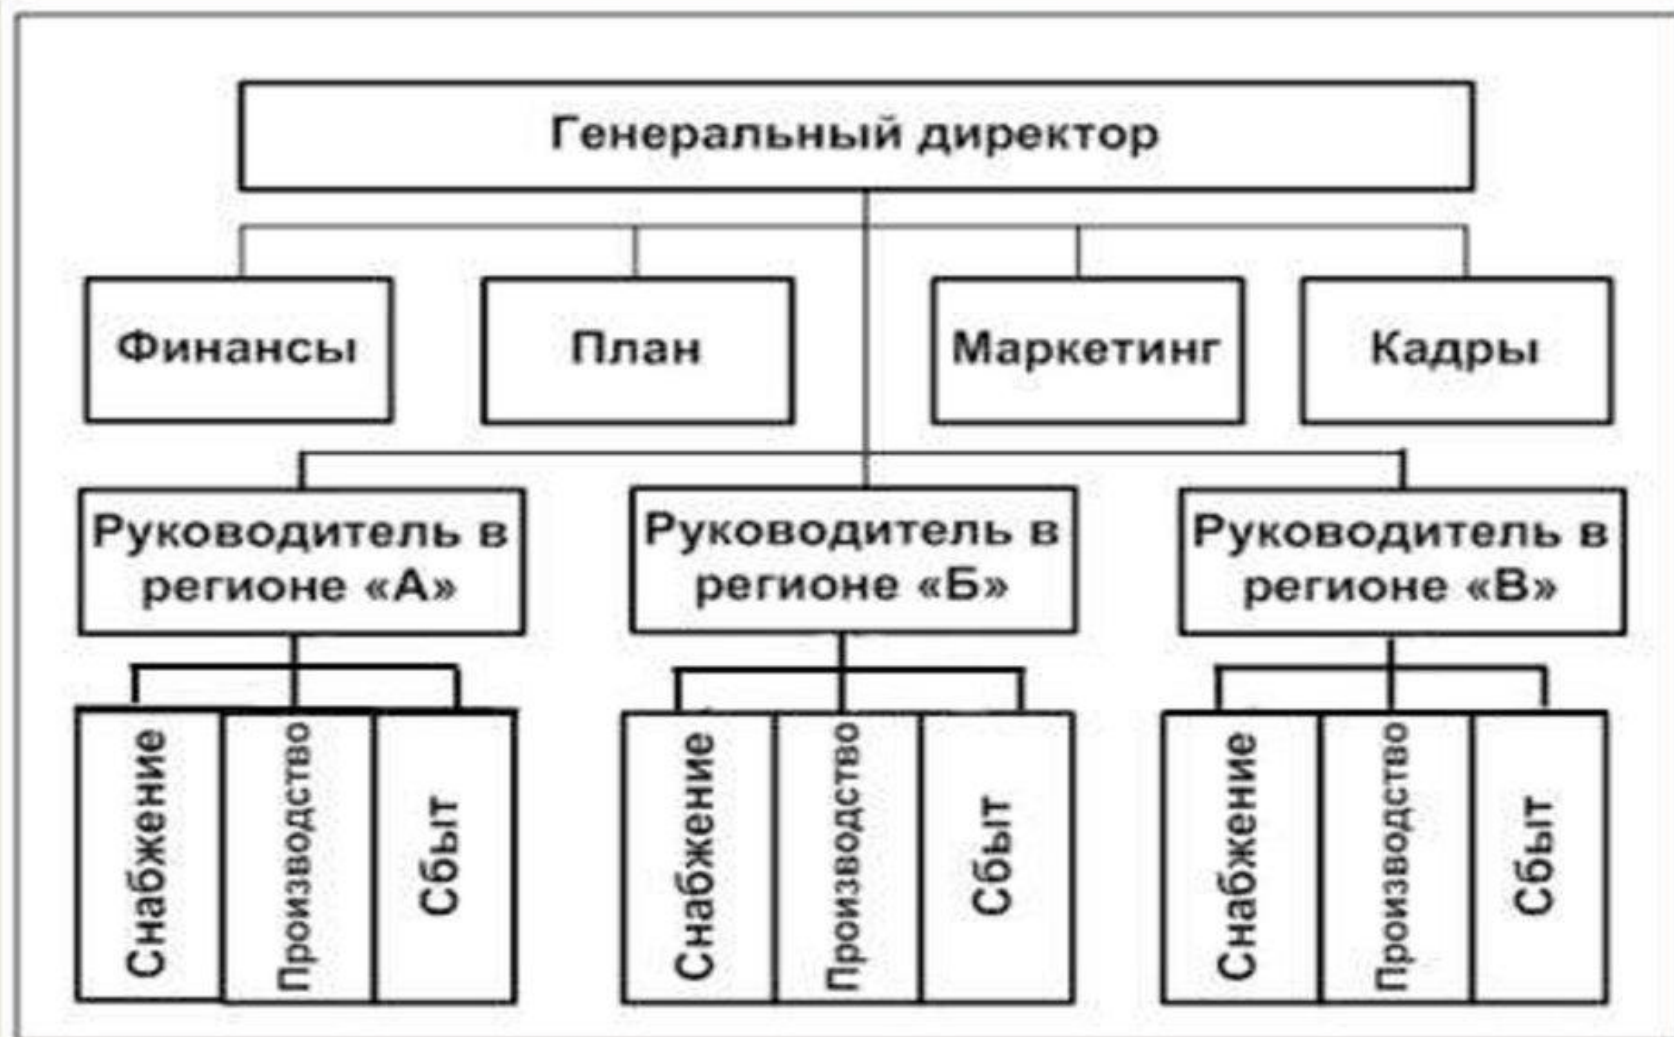 Генеральный директор
Финансы
План
Маркетинг
Кадры
Руководитель в
регионе «А»
Руководитель в
регионе «Б»
Руководитель в
регионе «В»
Снабжение
Производство
Сбыт
Снабжение
Производство
Сбыт
Снабжение
Производство
Сбыт